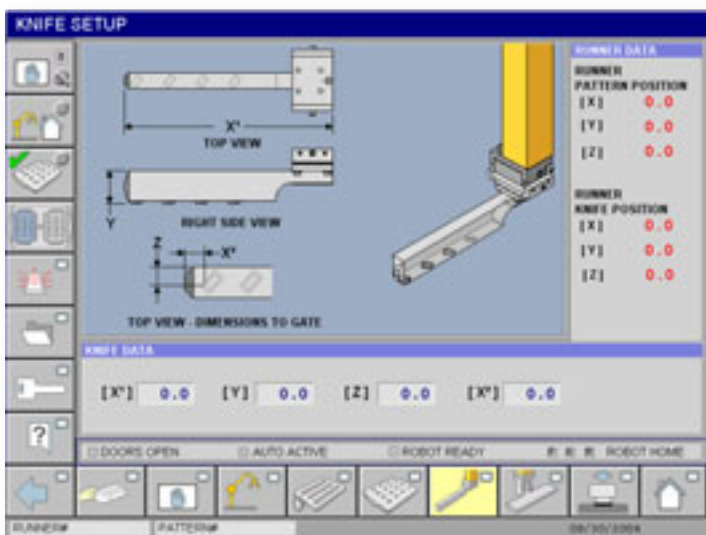 KNIFE SETUP
RUNNER DATA
RUNNER
PATTERN POSITION
[X] 0.0
[Y] 0.0
[Z] 0.0
RUNNER
KNIFE POSITION
[X] 0.0
[Y] 0.0
[Z] 0.0
X'
TOP VIEW
Y
RIGHT SIDE VIEW
Z
X"
TOP VIEW - DIMENSIONS TO GATE
KNIFE DATA
[X'] 0.0 [Y] 0.0 [Z] 0.0 [X"] 0.0
?
DOORS OPEN AUTO ACTIVE ROBOT READY ROBOT HOME
RUNNER# PATTERN# 08/30/2004